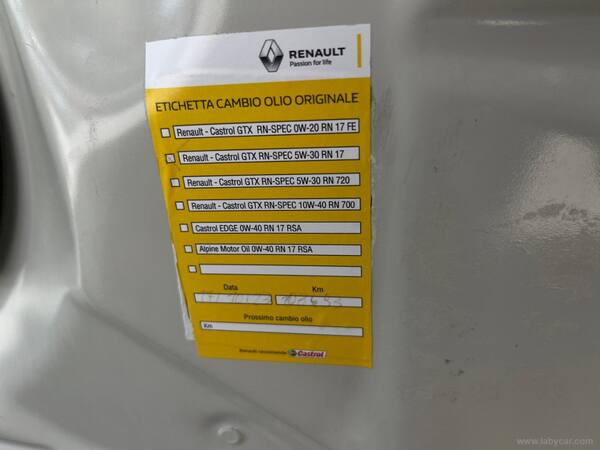 RENAULT
Passion for life
ETICHETTA CAMBIO OLIO ORIGINALE
Renault - Castrol GTX RN-SPEC 0W-20 RN 17 FE
Renault - Castrol GTX RN-SPEC 5W-30 RN 17
Renault - Castrol GTX RN-SPEC 5W-30 RN 720
Renault - Castrol GTX RN-SPEC 10W-40 RN 700
Castrol EDGE 0W-40 RN 17 RSA
Alpine Motor Oil 0W-40 RN 17 RSA
Data Km
Prossimo cambio olio
Km
Renault recommande Castrol
www.labycar.com